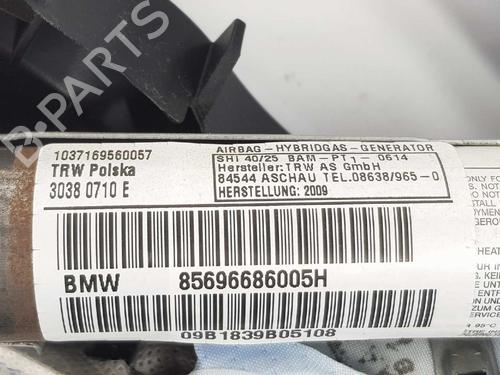 1037169560057
TRW Polska
3038 0710 E
AIRBAG-HYBRIDGAS-GENERATOR
SHI 40/25 BAM-PT1-0614
Hersteller:TRW AS GmbH
84544 ASCHAU TEL.08638/965-0
HERSTELLUNG: 2009
BMW 85696686005H
09B1839B05108
B-PARTS